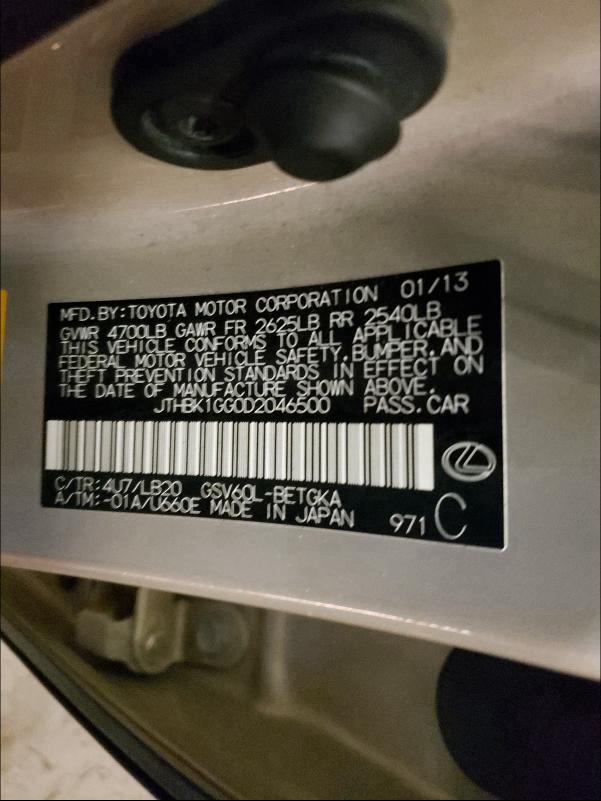 MFD.BY:TOYOTA MOTOR CORPORATION 01/13
GVWR 4700LB GAWR FR 2625LB RR 2540LB
THIS VEHICLE CONFORMS TO ALL APPLICABLE
FEDERAL MOTOR VEHICLE SAFETY,BUMPER,AND
THEFT PREVENTION STANDARDS IN EFFECT ON
THE DATE OF MANUFACTURE SHOWN ABOVE.
JTHBK1GG0D2046500 PASS.CAR
C/TR:4U7/LB20 GSV60L-BETGKA
A/TM:-01A/U660E MADE IN JAPAN 971 C